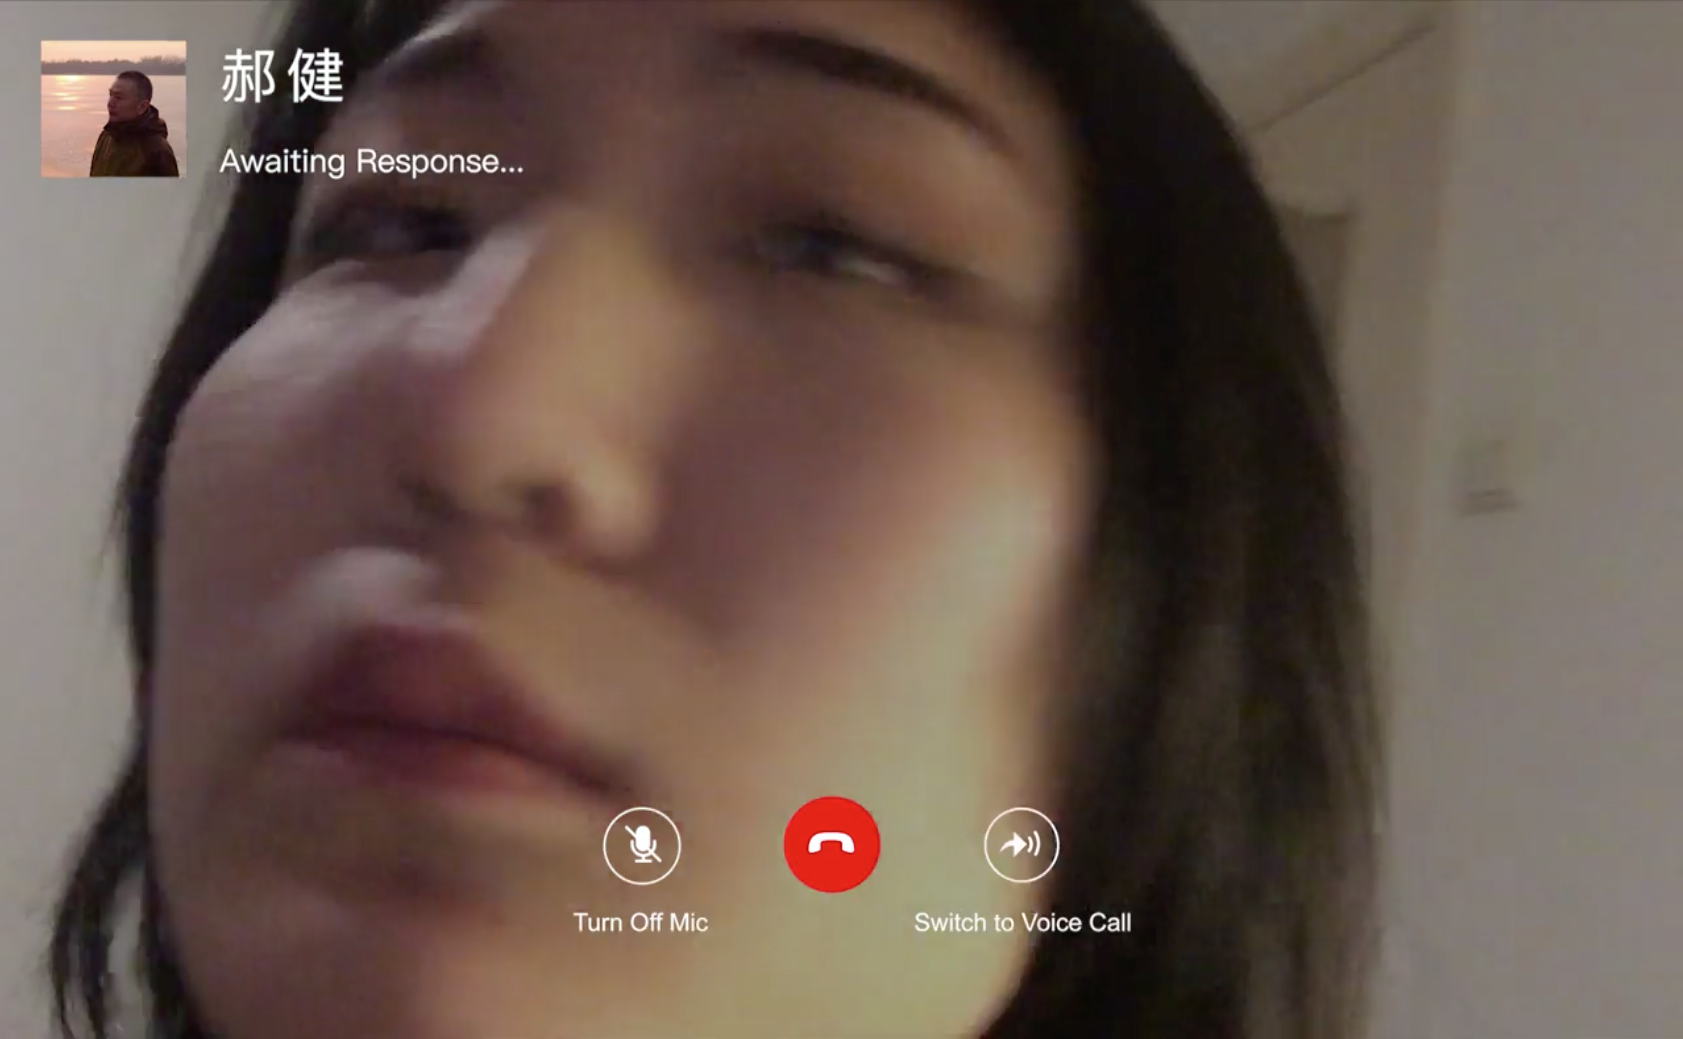 郝健
Awaiting Response...
Turn Off Mic
Switch to Voice Call